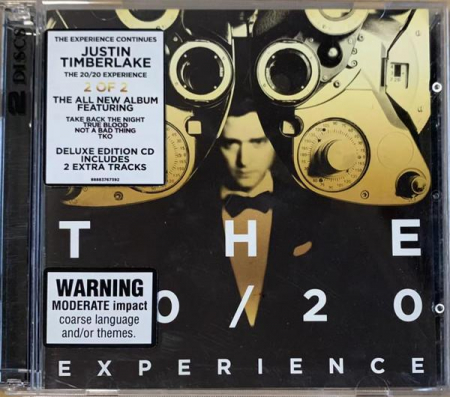 2 DISCS
THE EXPERIENCE CONTINUES
JUSTIN
TIMBERLAKE
THE 20/20 EXPERIENCE
2 OF 2
THE ALL NEW ALBUM
FEATURING
TAKE BACK THE NIGHT
TRUE BLOOD
NOT A BAD THING
TKO
DELUXE EDITION CD
INCLUDES
2 EXTRA TRACKS
THE
0/20
EXPERIENCE
WARNING
MODERATE impact
coarse language
and/or themes.